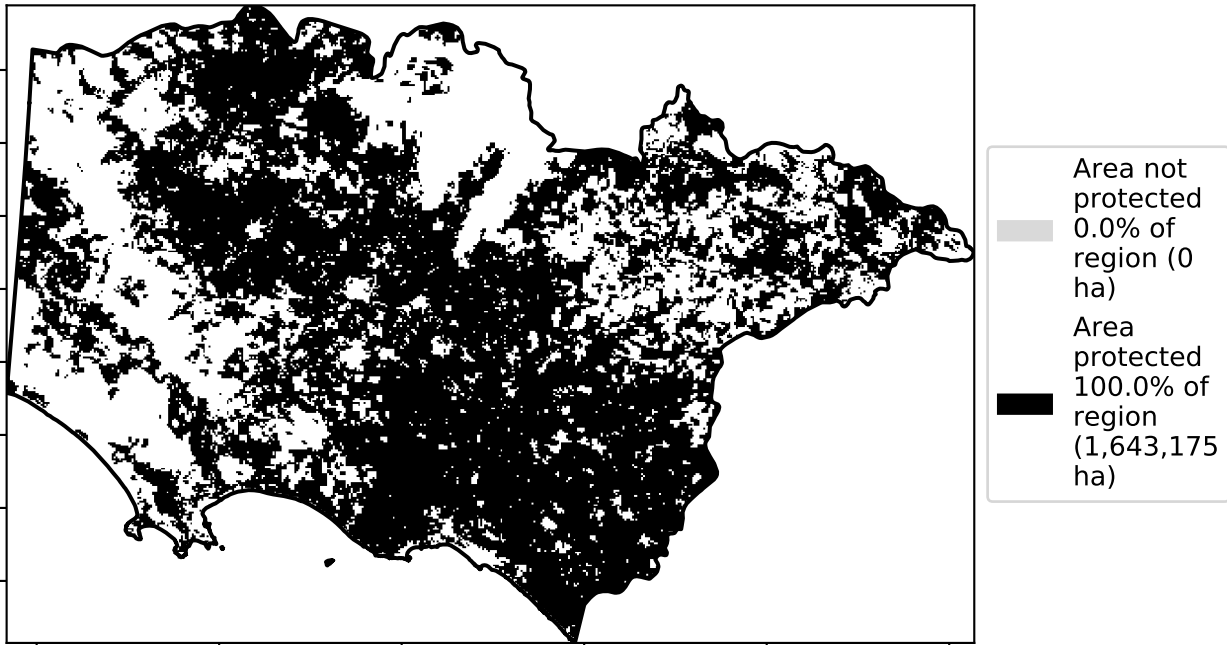 Area not
protected
0.0% of
region (0
ha)
Area
protected
100.0% of
region
(1,643,175
ha)